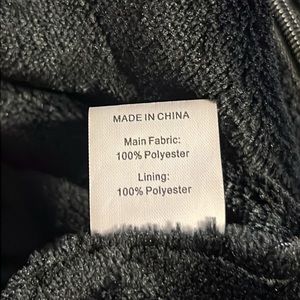 MADE IN CHINA
Main Fabric:
100% Polyester
Lining:
100% Polyester